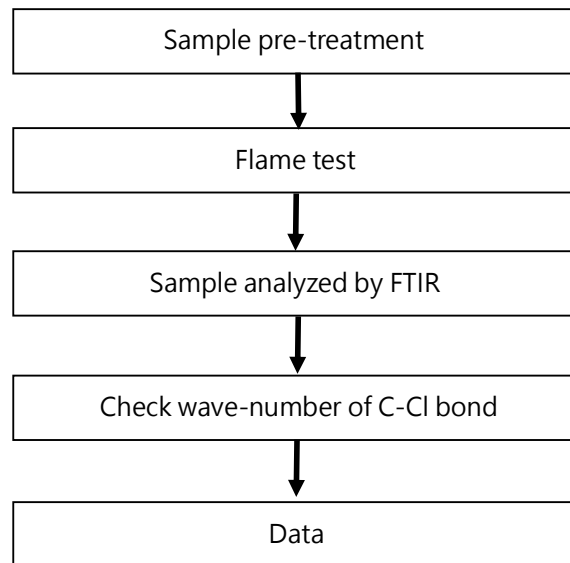 Sample pre-treatment
Flame test
Sample analyzed by FTIR
Check wave-number of C-Cl bond
Data